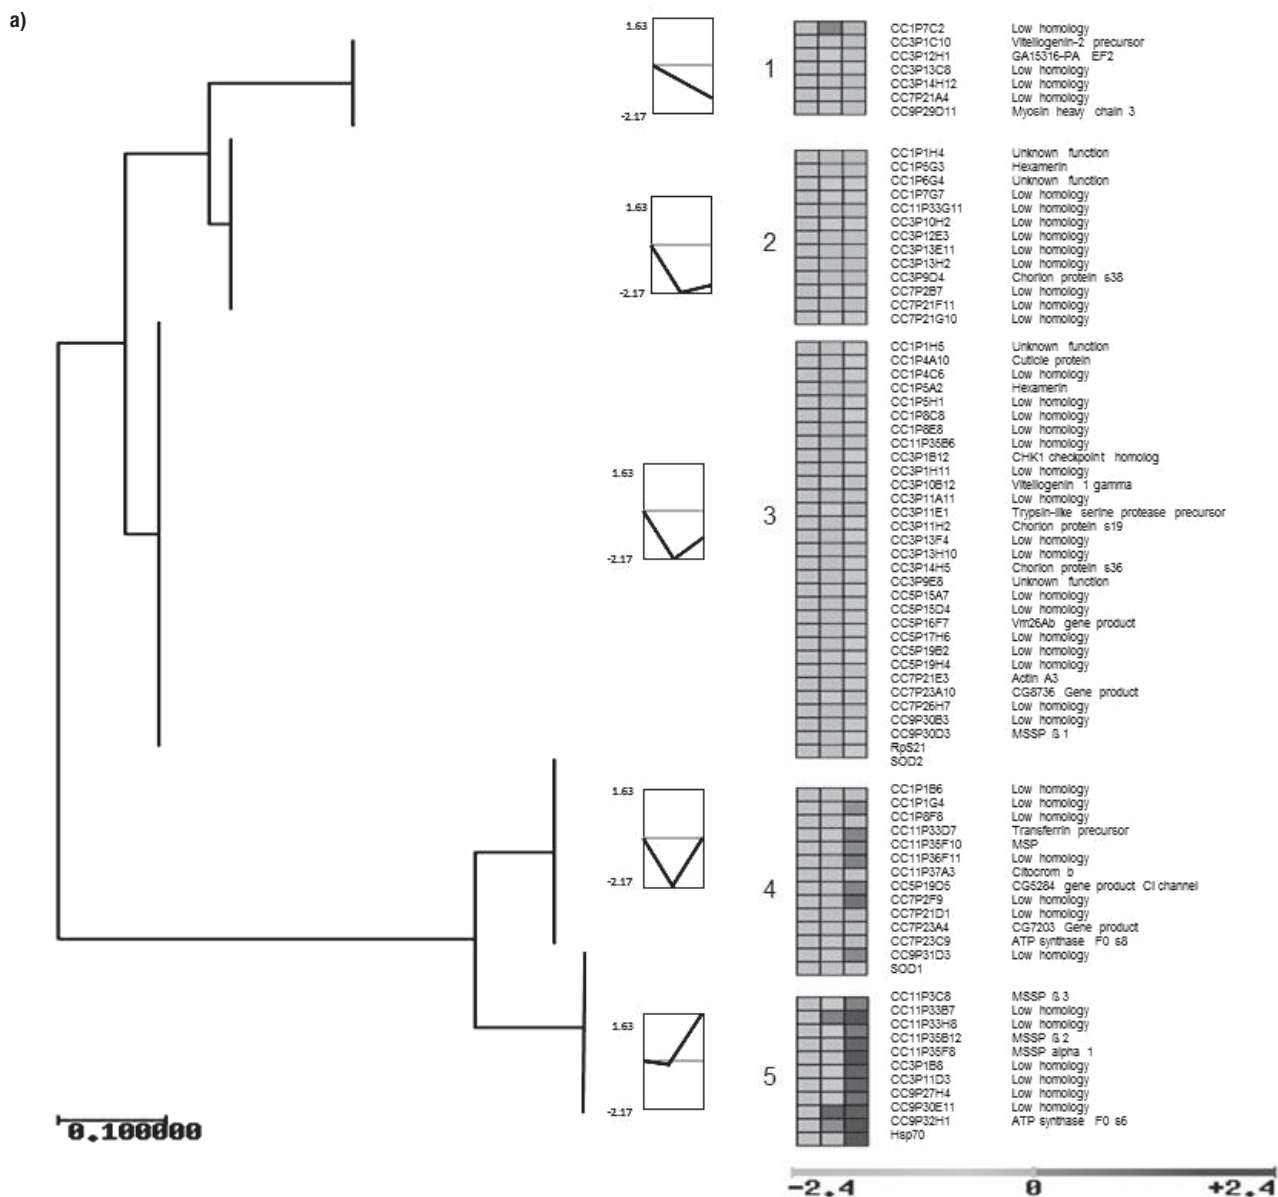 a)
1.63
-2.17
1
CC1P7C2 Low homology
CC3P1C10 Vitellogenin-2 precursor
CC3P12H1 GA15316-PA EF2
CC3P13C8 Low homology
CC3P14H12 Low homology
CC7P21A4 Low homology
CC9P29D11 Myosin heavy chain 3
1.63
-2.17
2
CC1P1H4 Unknown function
CC1P5G3 Hexamerin
CC1P6G4 Unknown function
CC1P7G7 Low homology
CC11P33G11 Low homology
CC3P10H2 Low homology
CC3P12E3 Low homology
CC3P13E11 Low homology
CC3P13H2 Low homology
CC3P9D4 Chorion protein s38
CC7P2B7 Low homology
CC7P21F11 Low homology
CC7P21G10 Low homology
1.63
-2.17
3
CC1P1H5 Unknown function
CC1P4A10 Cuticle protein
CC1P4C6 Low homology
CC1P5A2 Hexamerin
CC1P5H1 Low homology
CC1P8C8 Low homology
CC1P8E8 Low homology
CC11P35B6 Low homology
CC3P1B12 CHK1 checkpoint homolog
CC3P1H11 Low homology
CC3P10B12 Vitellogenin 1 gamma
CC3P11A11 Low homology
CC3P11E1 Trypsin-like serine protease precursor
CC3P11H2 Chorion protein s19
CC3P13F4 Low homology
CC3P13H10 Low homology
CC3P14H5 Chorion protein s36
CC3P9E8 Unknown function
CC5P15A7 Low homology
CC5P15D4 Low homology
CC5P16F7 Vm26Ab gene product
CC5P17H6 Low homology
CC5P19B2 Low homology
CC5P19H4 Low homology
CC7P21E3 Actin A3
CC7P23A10 CG8736 Gene product
CC7P26H7 Low homology
CC9P30B3 Low homology
CC9P30D3 MSSP ß1
RpS21
SOD2
1.63
-2.17
4
CC1P1B6 Low homology
CC1P1G4 Low homology
CC1P8F8 Low homology
CC11P33D7 Transferrin precursor
CC11P35F10 MSP
CC11P36F11 Low homology
CC11P37A3 Citocrom b
CC5P19D5 CG5284 gene product Cl channel
CC7P2F9 Low homology
CC7P21D1 Low homology
CC7P23A4 CG7203 Gene product
CC7P23C9 ATP synthase F0 s8
CC9P31D3 Low homology
SOD1
1.63
-2.17
5
CC11P3C8 MSSP ß3
CC11P33B7 Low homology
CC11P33H8 Low homology
CC11P35B12 MSSP ß2
CC11P35F8 MSSP alpha 1
CC3P1B8 Low homology
CC3P11D3 Low homology
CC9P27H4 Low homology
CC9P30E11 Low homology
CC9P32H1 ATP synthase F0 s6
Hsp70
0.100000
-2.4 0 +2.4